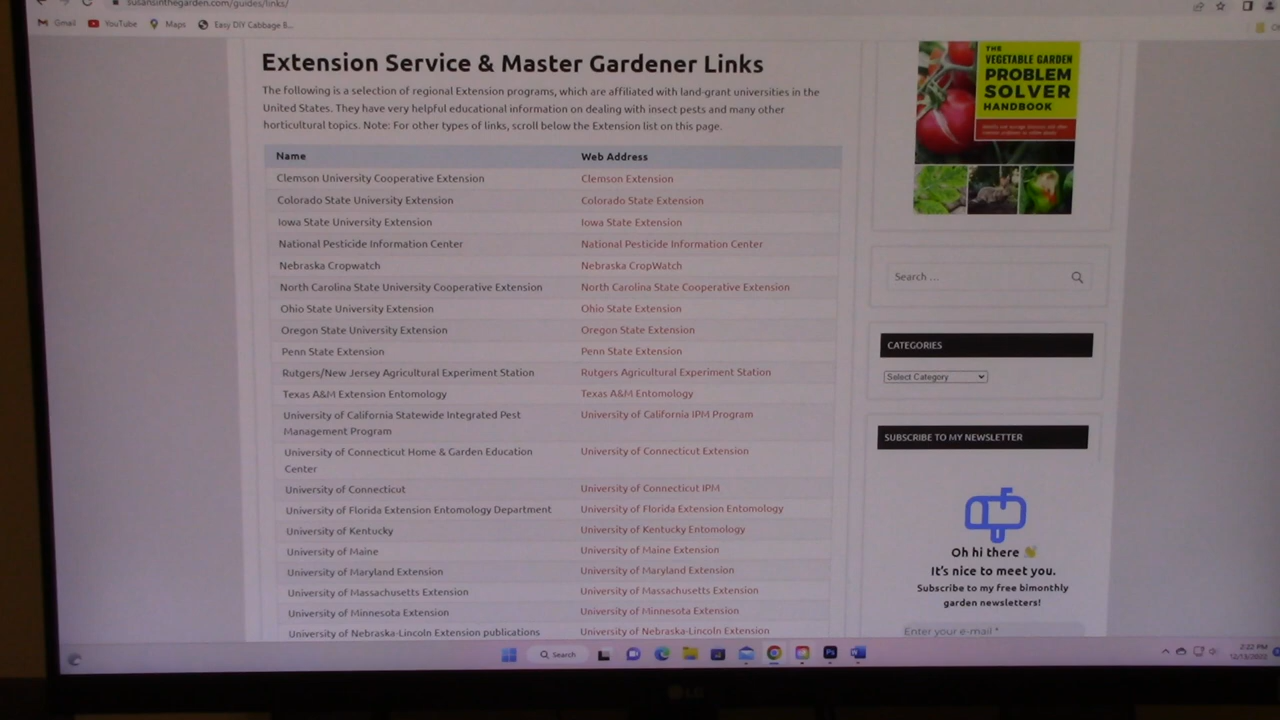 susansinthegarden.com/guides/links/
Gmail YouTube Maps Easy DIY Cabbage B...
Extension Service & Master Gardener Links
The following is a selection of regional Extension programs, which are affiliated with land-grant universities in the
United States. They have very helpful educational information on dealing with insect pests and many other
horticultural topics. Note: For other types of links, scroll below the Extension list on this page.
Name Web Address
Clemson University Cooperative Extension Clemson Extension
Colorado State University Extension Colorado State Extension
Iowa State University Extension Iowa State Extension
National Pesticide Information Center National Pesticide Information Center
Nebraska Cropwatch Nebraska CropWatch
North Carolina State University Cooperative Extension North Carolina State Cooperative Extension
Ohio State University Extension Ohio State Extension
Oregon State University Extension Oregon State Extension
Penn State Extension Penn State Extension
Rutgers/New Jersey Agricultural Experiment Station Rutgers Agricultural Experiment Station
Texas A&M Extension Entomology Texas A&M Entomology
University of California Statewide Integrated Pest University of California IPM Program
Management Program
University of Connecticut Home & Garden Education University of Connecticut Extension
Center
University of Connecticut University of Connecticut IPM
University of Florida Extension Entomology Department University of Florida Extension Entomology
University of Kentucky University of Kentucky Entomology
University of Maine University of Maine Extension
University of Maryland Extension University of Maryland Extension
University of Massachusetts Extension University of Massachusetts Extension
University of Minnesota Extension University of Minnesota Extension
University of Nebraska-Lincoln Extension publications University of Nebraska-Lincoln Extension
THE
VEGETABLE GARDEN
PROBLEM
SOLVER
HANDBOOK
Search ...
CATEGORIES
Select Category
SUBSCRIBE TO MY NEWSLETTER
Oh hi there 👋
It's nice to meet you.
Subscribe to my free bimonthly
garden newsletters!
Enter your e-mail *
Search
2:22 PM
LG